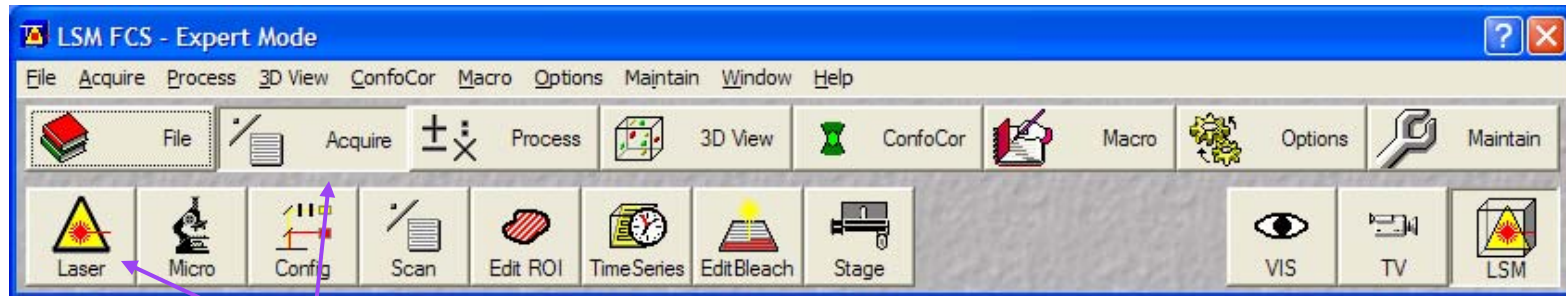 LSM FCS - Expert Mode
File Acquire Process 3D View ConfoCor Macro Options Maintain Window Help
File Acquire Process 3D View ConfoCor Macro Options Maintain
Laser Micro Config Scan Edit ROI TimeSeries EditBleach Stage VIS TV LSM